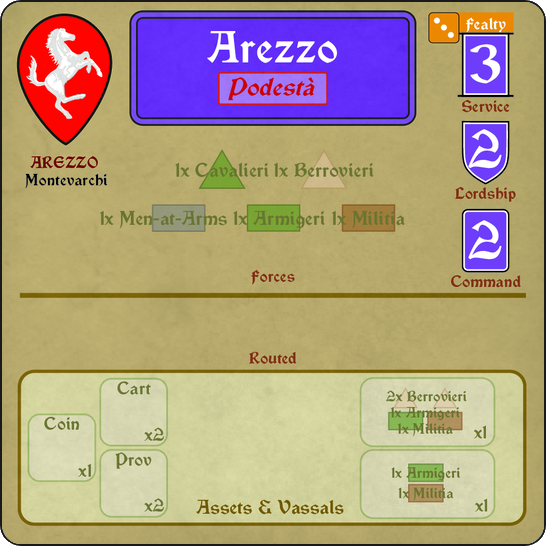 Arezzo
Podestà
Fealty
3
Service
2
Lordship
2
Command
AREZZO
Montevarchi
1x Cavalieri 1x Berrovieri
1x Men-at-Arms 1x Armigeri 1x Militia
Forces
Routed
Coin
x1
Cart
x2
Prov
x2
Assets & Vassals
2x Berrovieri
1x Armigeri
1x Militia
x1
1x Armigeri
1x Militia
x1